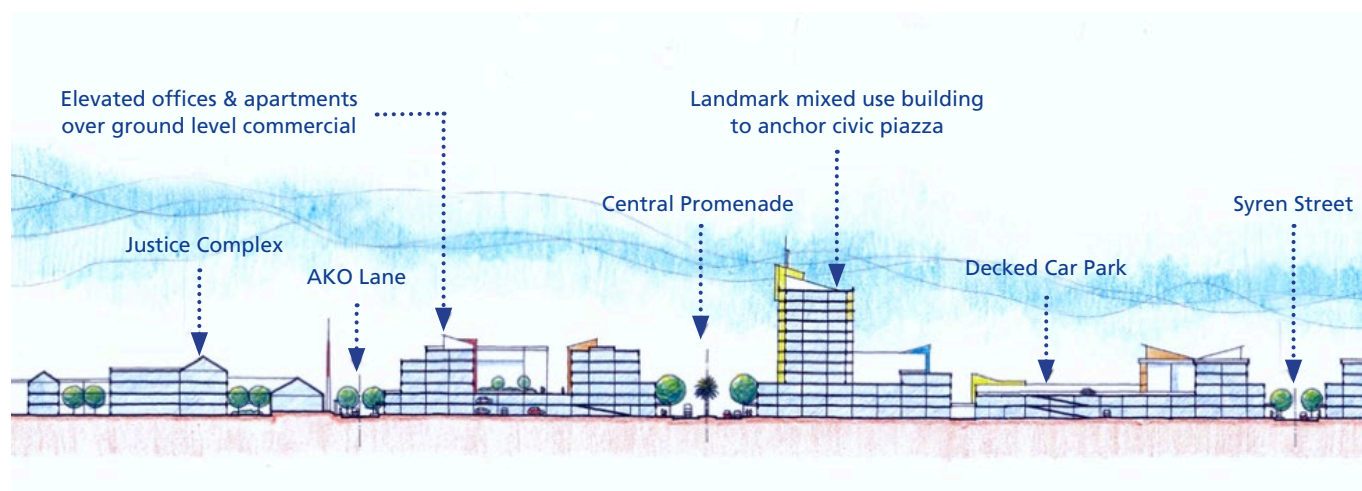 Elevated offices & apartments
over ground level commercial
Landmark mixed use building
to anchor civic piazza
Central Promenade
Syren Street
Justice Complex
AKO Lane
Decked Car Park